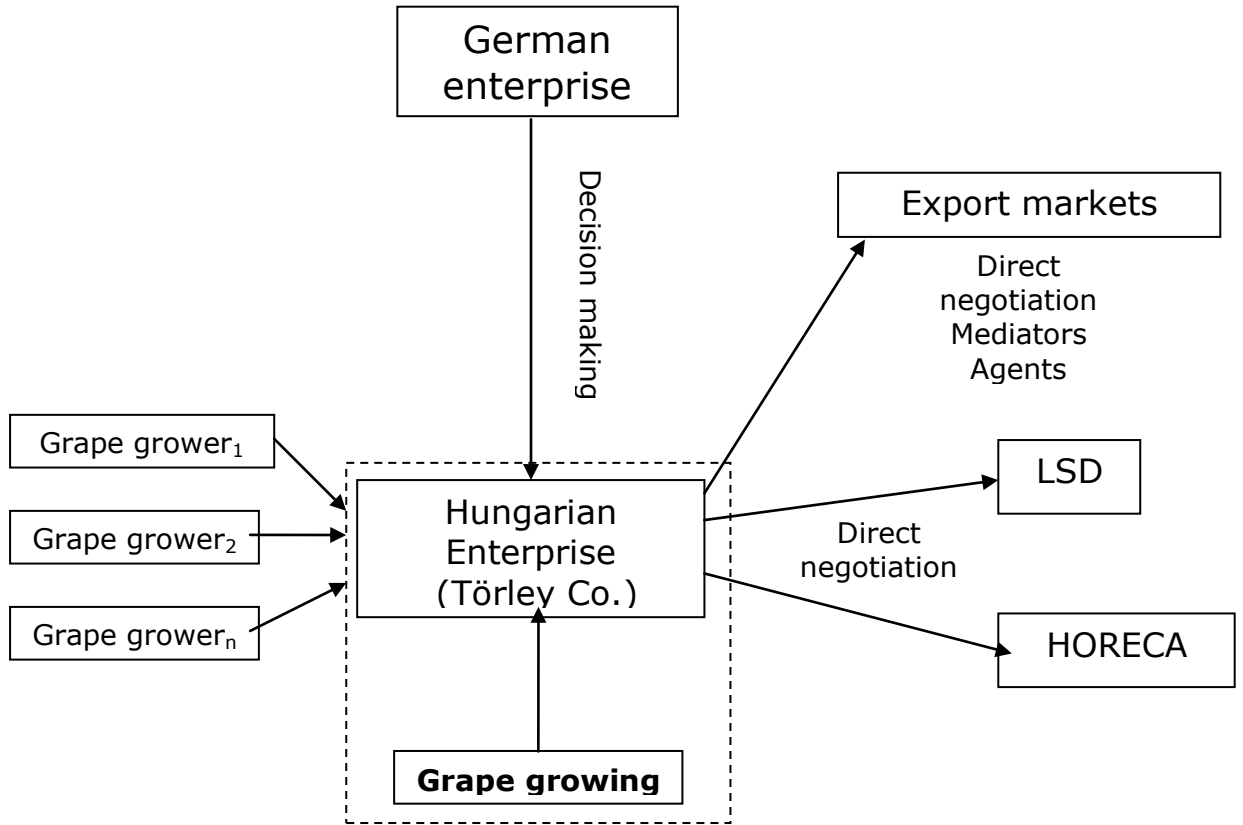 German
enterprise
Decision making
Export markets
Direct
negotiation
Mediators
Agents
Grape grower₁
Grape grower₂
Grape growerₙ
Hungarian
Enterprise
(Törley Co.)
LSD
Direct
negotiation
HORECA
Grape growing